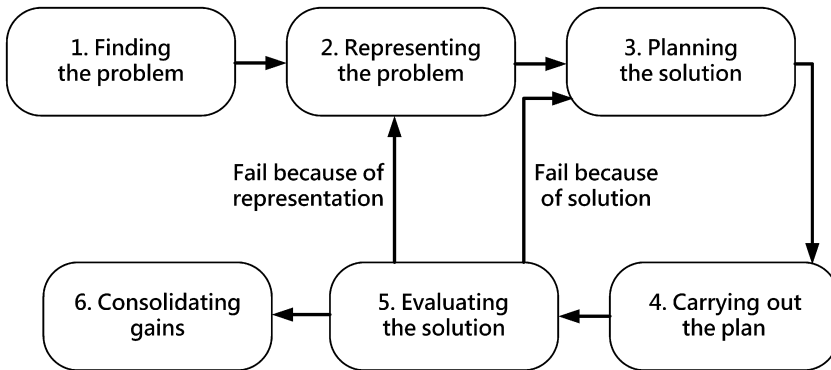 1. Finding
the problem
2. Representing
the problem
3. Planning
the solution
Fail because of
representation
Fail because
of solution
6. Consolidating
gains
5. Evaluating
the solution
4. Carrying out
the plan